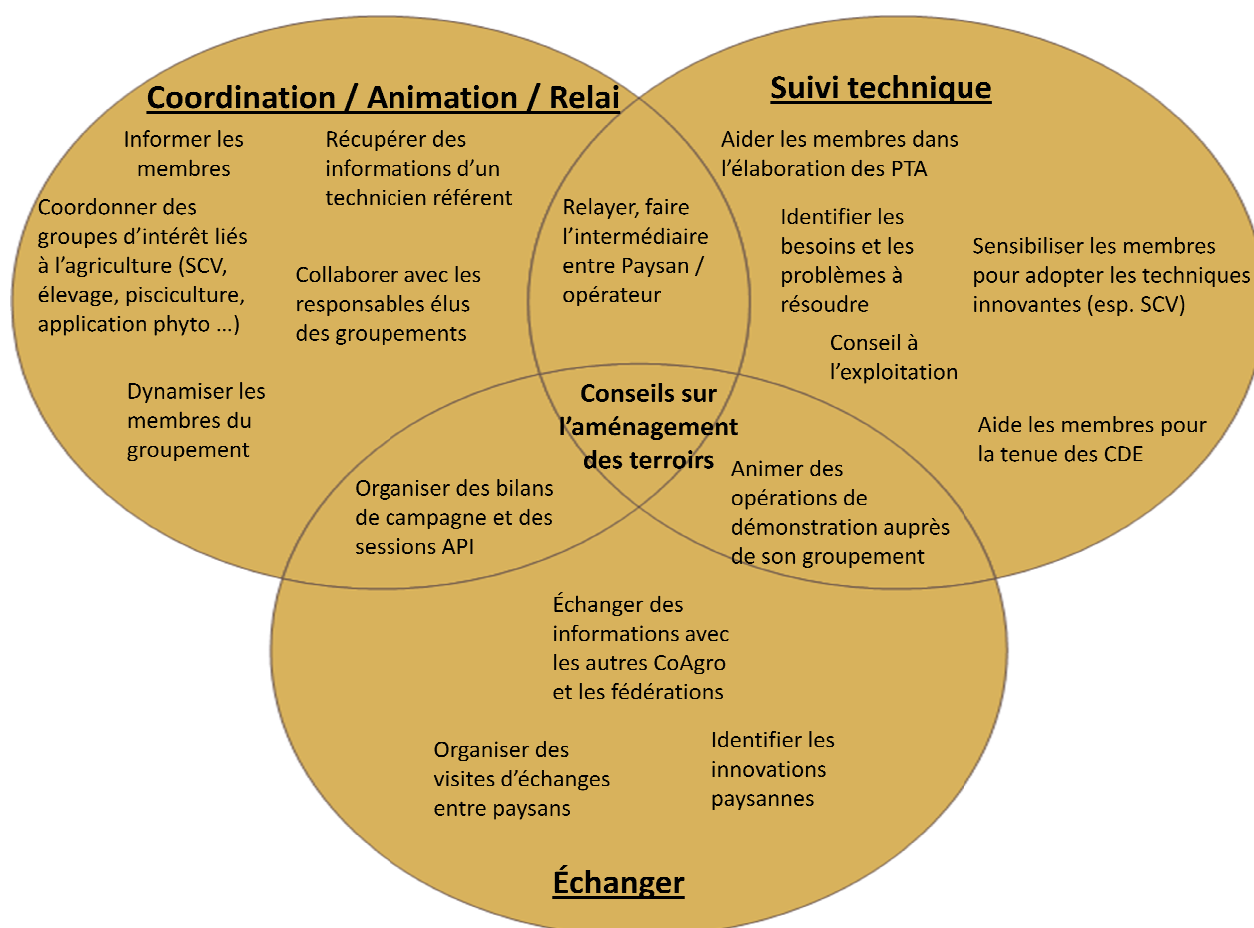 Coordination / Animation / Relai
Informer les
membres
Récupérer des
informations d’un
technicien référent
Coordonner des
groupes d’intérêt liés
à l’agriculture (SCV,
élevage, pisciculture,
application phyto ...)
Collaborer avec les
responsables élus
des groupements
Dynamiser les
membres du
groupement
Relayer, faire
l’intermédiaire
entre Paysan /
opérateur
Suivi technique
Aider les membres dans
l’élaboration des PTA
Identifier les
besoins et les
problèmes à
résoudre
Sensibiliser les membres
pour adopter les techniques
innovantes (esp. SCV)
Conseil à
l’exploitation
Aide les membres pour
la tenue des CDE
Conseils sur
l’aménagement
des terroirs
Organiser des bilans
de campagne et des
sessions API
Animer des
opérations de
démonstration auprès
de son groupement
Échanger des
informations avec
les autres CoAgro
et les fédérations
Organiser des
visites d’échanges
entre paysans
Identifier les
innovations
paysannes
Échanger